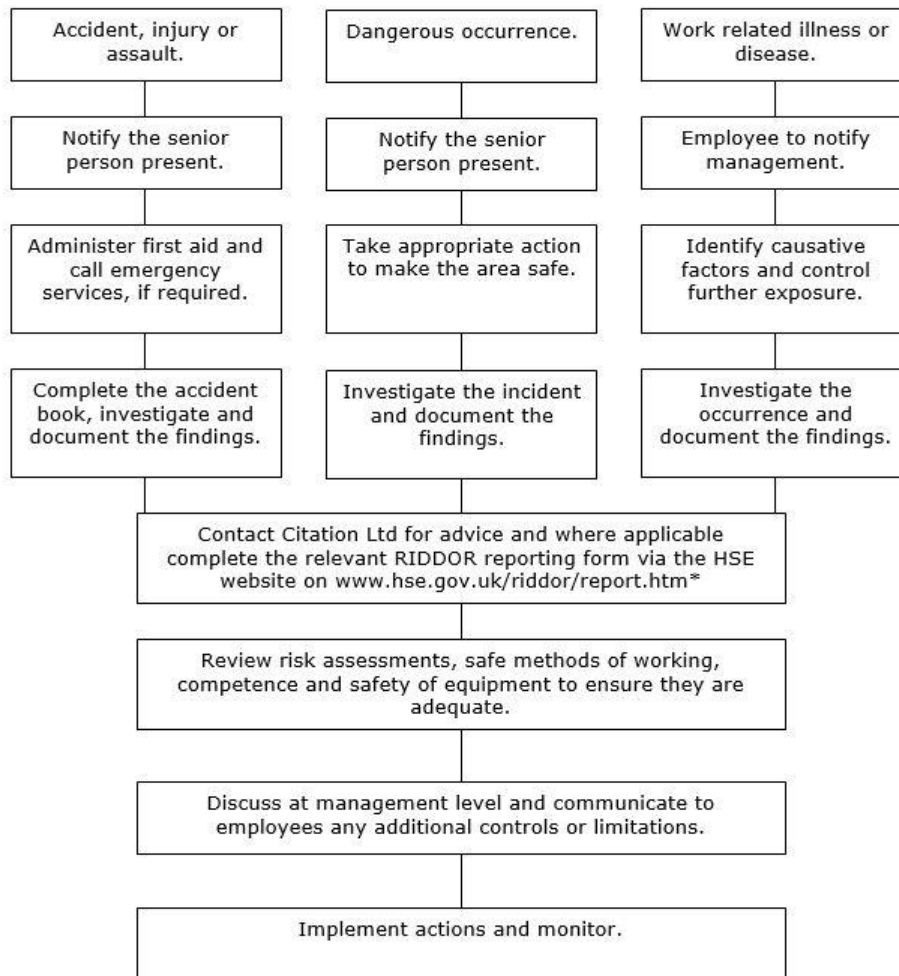 Accident, injury or
assault.
Dangerous occurrence.
Work related illness or
disease.
Notify the senior
person present.
Notify the senior
person present.
Employee to notify
management.
Administer first aid and
call emergency
services, if required.
Take appropriate action
to make the area safe.
Identify causative
factors and control
further exposure.
Complete the accident
book, investigate and
document the findings.
Investigate the incident
and document the
findings.
Investigate the
occurrence and
document the findings.
Contact Citation Ltd for advice and where applicable
complete the relevant RIDDOR reporting form via the HSE
website on www.hse.gov.uk/riddor/report.htm*
Review risk assessments, safe methods of working,
competence and safety of equipment to ensure they are
adequate.
Discuss at management level and communicate to
employees any additional controls or limitations.
Implement actions and monitor.